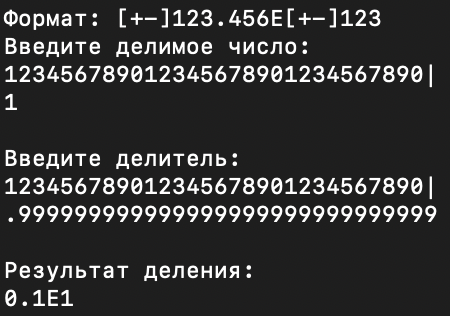 Формат: [+-]123.456E[+-]123
Введите делимое число:
123456789012345678901234567890|
1
Введите делитель:
123456789012345678901234567890|
.999999999999999999999999999999
Результат деления:
0.1E1